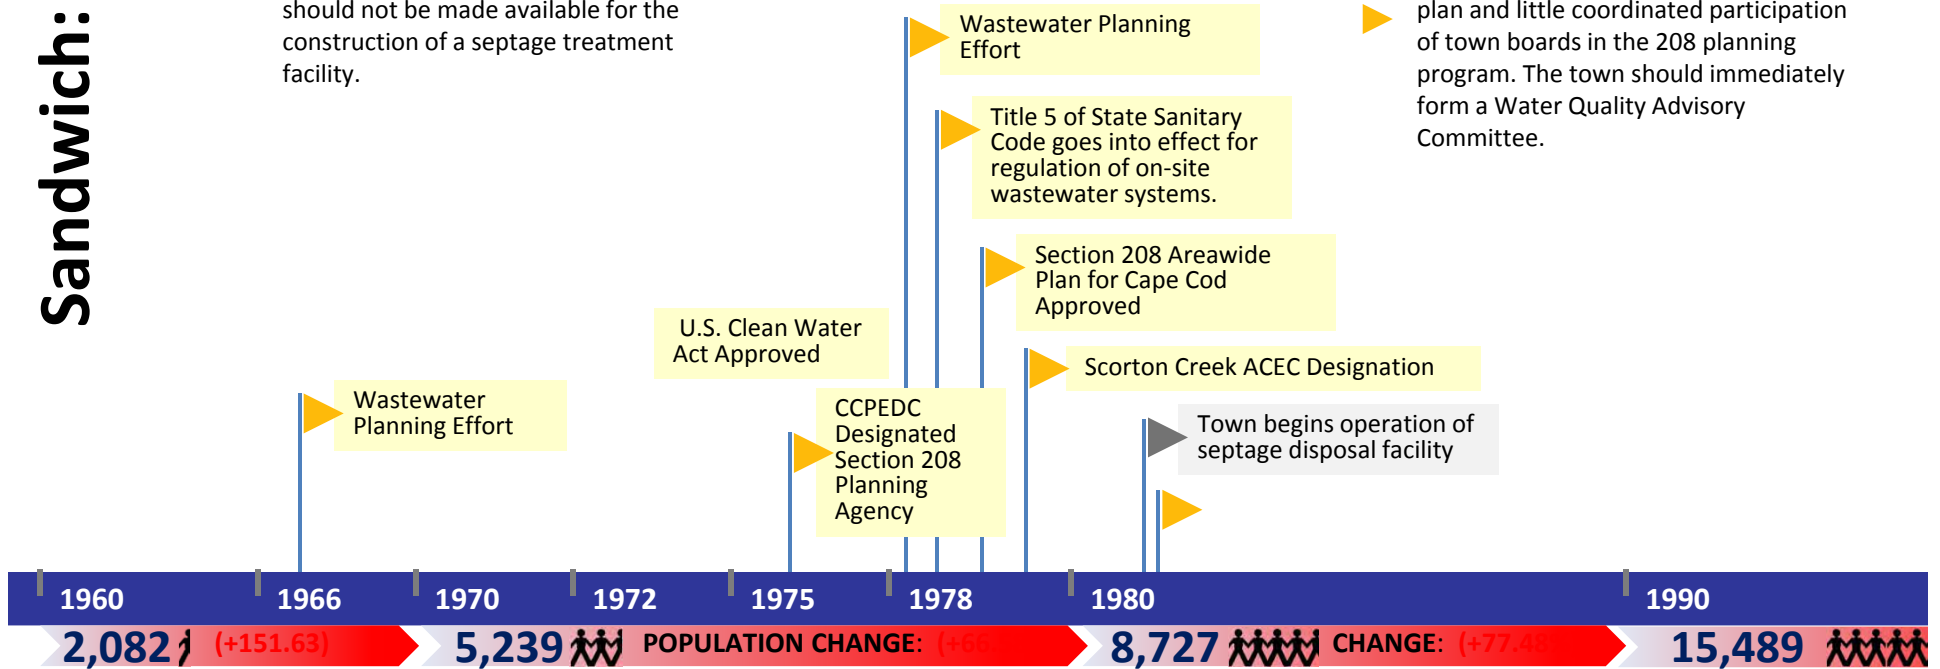 Sandwich:
should not be made available for the
construction of a septage treatment
facility.
Wastewater Planning
Effort
plan and little coordinated participation
of town boards in the 208 planning
program. The town should immediately
form a Water Quality Advisory
Committee.
Title 5 of State Sanitary
Code goes into effect for
regulation of on-site
wastewater systems.
Section 208 Areawide
Plan for Cape Cod
Approved
U.S. Clean Water
Act Approved
Scorton Creek ACEC Designation
Wastewater
Planning Effort
CCPEDC
Designated
Section 208
Planning
Agency
Town begins operation of
septage disposal facility
1960 1966 1970 1972 1975 1978 1980 1990
2,082 (+151.63) 5,239 POPULATION CHANGE: (+66. 8,727 CHANGE: (+77.48 15,489